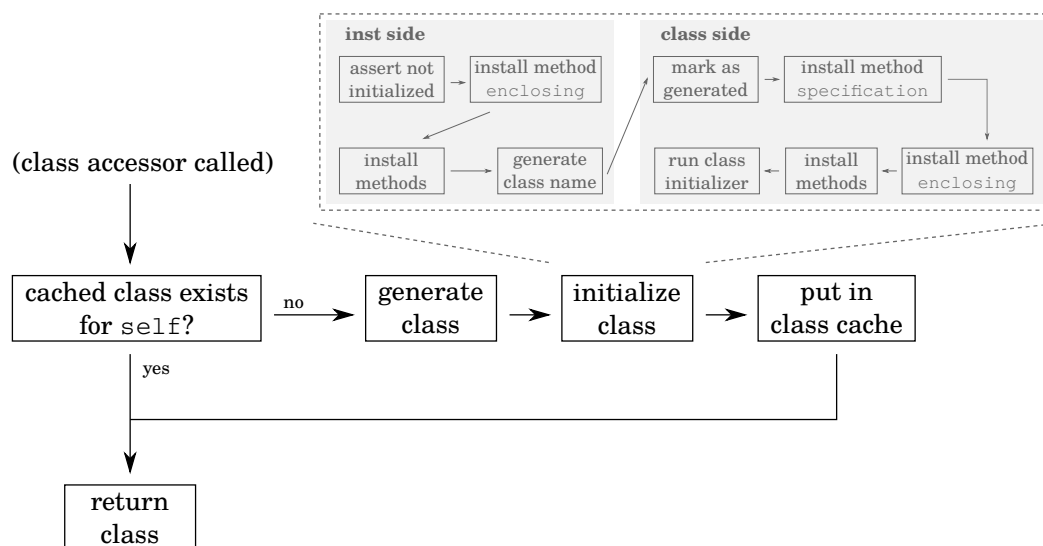 inst side
assert not
initialized
install method
enclosing
install
methods
generate
class name
class side
mark as
generated
install method
specification
install method
enclosing
install
methods
run class
initializer
(class accessor called)
cached class exists
for self?
no
yes
generate
class
initialize
class
put in
class cache
return
class